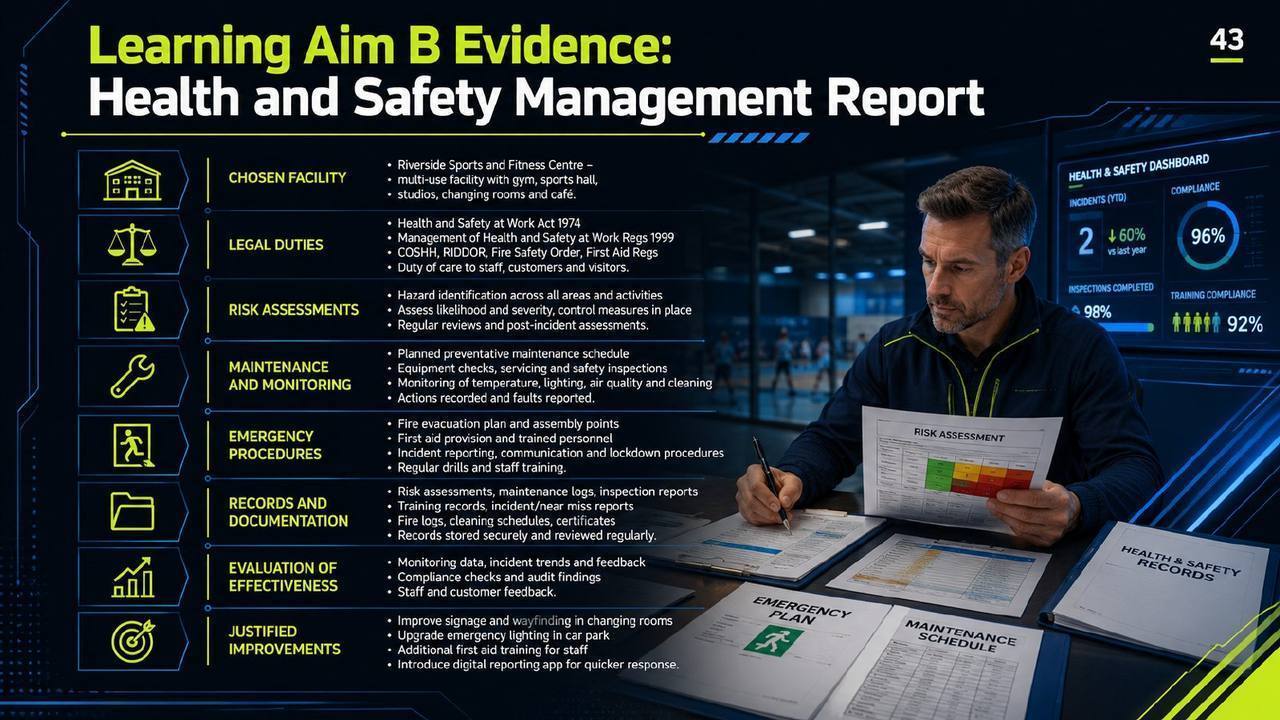 Learning Aim B Evidence:
Health and Safety Management Report
43
CHOSEN FACILITY
• Riverside Sports and Fitness Centre –
• multi-use facility with gym, sports hall,
• studios, changing rooms and café.
LEGAL DUTIES
• Health and Safety at Work Act 1974
• Management of Health and Safety at Work Regs 1999
• COSHH, RIDDOR, Fire Safety Order, First Aid Regs
• Duty of care to staff, customers and visitors.
RISK ASSESSMENTS
• Hazard identification across all areas and activities
• Assess likelihood and severity, control measures in place
• Regular reviews and post-incident assessments.
MAINTENANCE
AND MONITORING
• Planned preventative maintenance schedule
• Equipment checks, servicing and safety inspections
• Monitoring of temperature, lighting, air quality and cleaning
• Actions recorded and faults reported.
EMERGENCY
PROCEDURES
• Fire evacuation plan and assembly points
• First aid provision and trained personnel
• Incident reporting, communication and lockdown procedures
• Regular drills and staff training.
RECORDS AND
DOCUMENTATION
• Risk assessments, maintenance logs, inspection reports
• Training records, incident/near miss reports
• Fire logs, cleaning schedules, certificates
• Records stored securely and reviewed regularly.
EVALUATION OF
EFFECTIVENESS
• Monitoring data, incident trends and feedback
• Compliance checks and audit findings
• Staff and customer feedback.
JUSTIFIED
IMPROVEMENTS
• Improve signage and wayfinding in changing rooms
• Upgrade emergency lighting in car park
• Additional first aid training for staff
• Introduce digital reporting app for quicker response.
HEALTH & SAFETY DASHBOARD
INCIDENTS (YTD)
2
↓ 60%
vs last year
COMPLIANCE
96%
INSPECTIONS COMPLETED
98%
TRAINING COMPLIANCE
92%
RISK ASSESSMENT
HEALTH & SAFETY
RECORDS
EMERGENCY
PLAN
MAINTENANCE
SCHEDULE